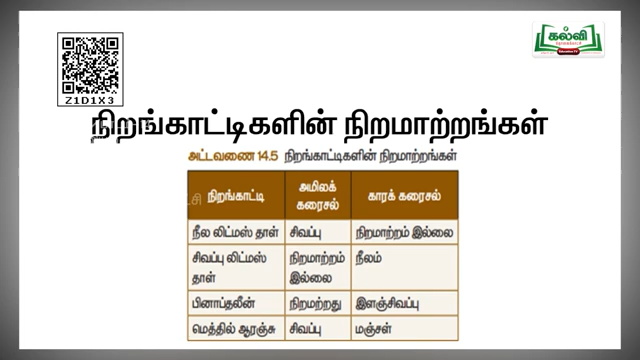 கல்வி
Z1D1X3
நிறங்காட்டிகளின் நிறமாற்றங்கள்
அட்டவணை 14.5 நிறங்காட்டிகளின் நிறமாற்றங்கள்
நிறங்காட்டி அமிலக் கரைசல் காரக் கரைசல்
நீல லிட்மஸ் தாள் சிவப்பு நிறமாற்றம் இல்லை
சிவப்பு லிட்மஸ் தாள் நிறமாற்றம் இல்லை நீலம்
பினாப்தலீன் நிறமற்றது இளஞ்சிவப்பு
மெத்தில் ஆரஞ்சு சிவப்பு மஞ்சள்